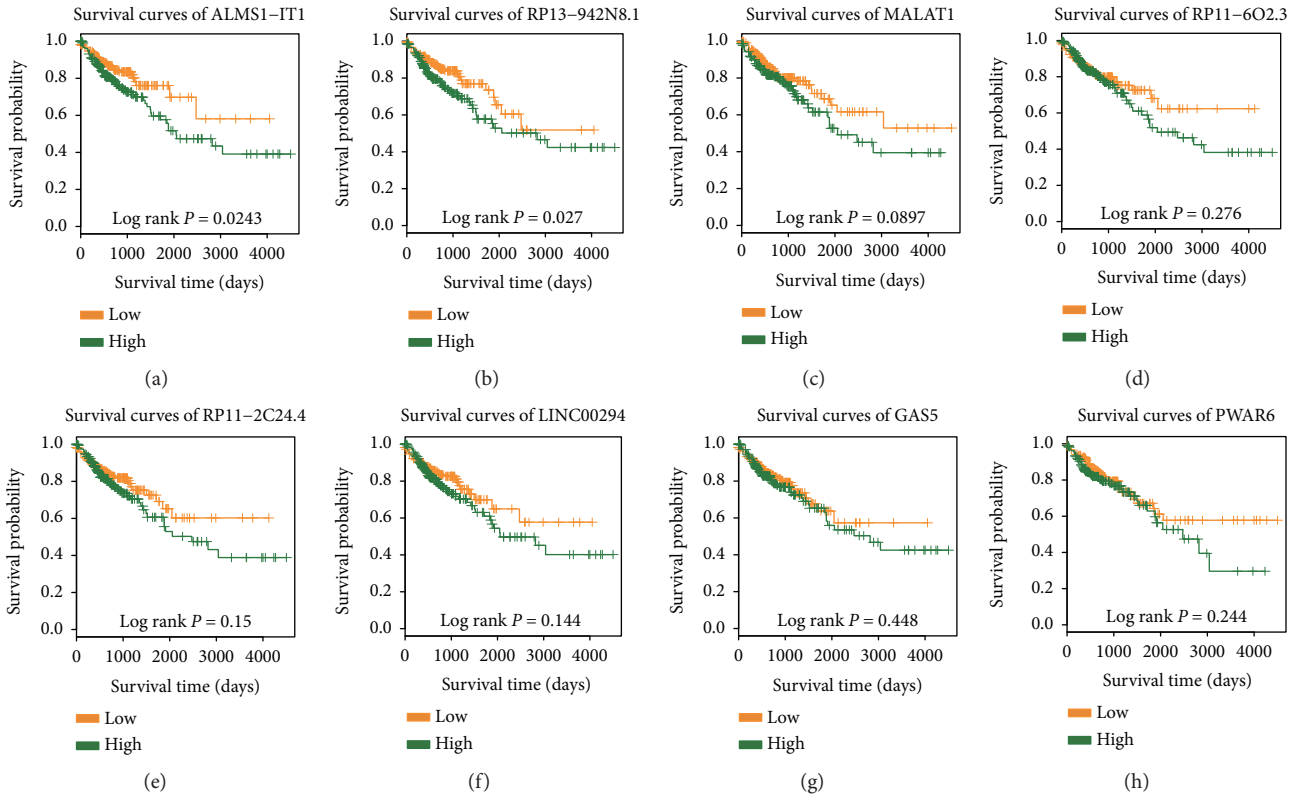 Survival curves of ALMS1−IT1
Survival probability
1.0
0.8
0.6
0.4
0.2
0.0
Log rank P = 0.0243
0 1000 2000 3000 4000
Survival time (days)
Low
High
(a)
Survival curves of RP13−942N8.1
Survival probability
1.0
0.8
0.6
0.4
0.2
0.0
Log rank P = 0.027
0 1000 2000 3000 4000
Survival time (days)
Low
High
(b)
Survival curves of MALAT1
Survival probability
1.0
0.8
0.6
0.4
0.2
0.0
Log rank P = 0.0897
0 1000 2000 3000 4000
Survival time (days)
Low
High
(c)
Survival curves of RP11−6O2.3
Survival probability
1.0
0.8
0.6
0.4
0.2
0.0
Log rank P = 0.276
0 1000 2000 3000 4000
Survival time (days)
Low
High
(d)
Survival curves of RP11−2C24.4
Survival probability
1.0
0.8
0.6
0.4
0.2
0.0
Log rank P = 0.15
0 1000 2000 3000 4000
Survival time (days)
Low
High
(e)
Survival curves of LINC00294
Survival probability
1.0
0.8
0.6
0.4
0.2
0.0
Log rank P = 0.144
0 1000 2000 3000 4000
Survival time (days)
Low
High
(f)
Survival curves of GAS5
Survival probability
1.0
0.8
0.6
0.4
0.2
0.0
Log rank P = 0.448
0 1000 2000 3000 4000
Survival time (days)
Low
High
(g)
Survival curves of PWAR6
Survival probability
1.0
0.8
0.6
0.4
0.2
0.0
Log rank P = 0.244
0 1000 2000 3000 4000
Survival time (days)
Low
High
(h)